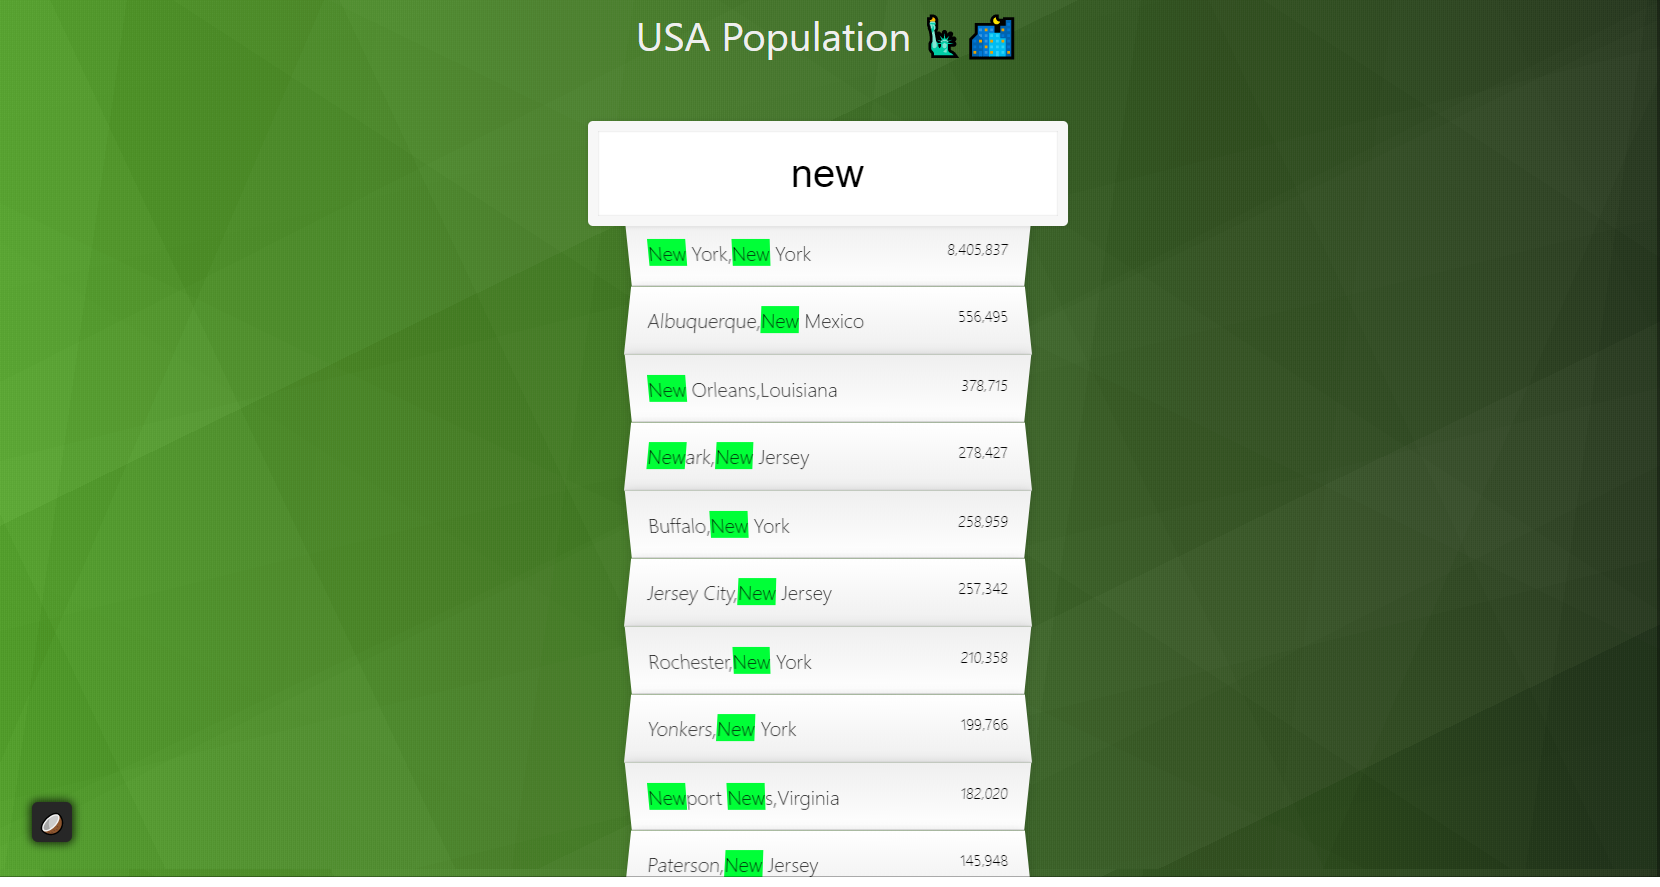 USA Population
new
New York,New York 8,405,837
Albuquerque,New Mexico 556,495
New Orleans,Louisiana 378,715
Newark,New Jersey 278,427
Buffalo,New York 258,959
Jersey City,New Jersey 257,342
Rochester,New York 210,358
Yonkers,New York 199,766
Newport News,Virginia 182,020
Paterson,New Jersey 145,948